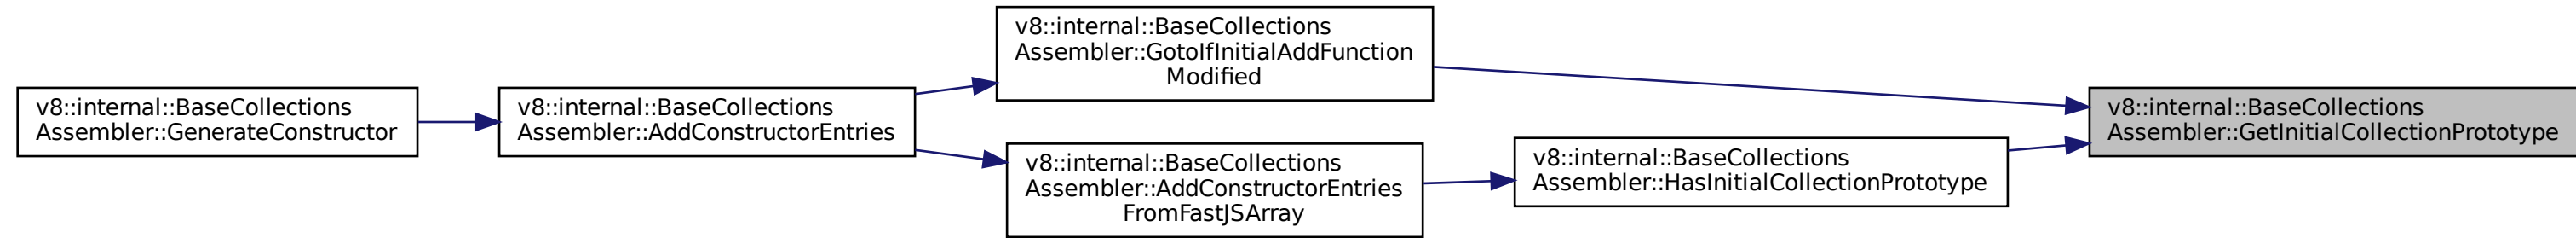 v8::internal::BaseCollections
Assembler::GenerateConstructor
v8::internal::BaseCollections
Assembler::AddConstructorEntries
v8::internal::BaseCollections
Assembler::GotoIfInitialAddFunction
Modified
v8::internal::BaseCollections
Assembler::AddConstructorEntries
FromFastJSArray
v8::internal::BaseCollections
Assembler::HasInitialCollectionPrototype
v8::internal::BaseCollections
Assembler::GetInitialCollectionPrototype